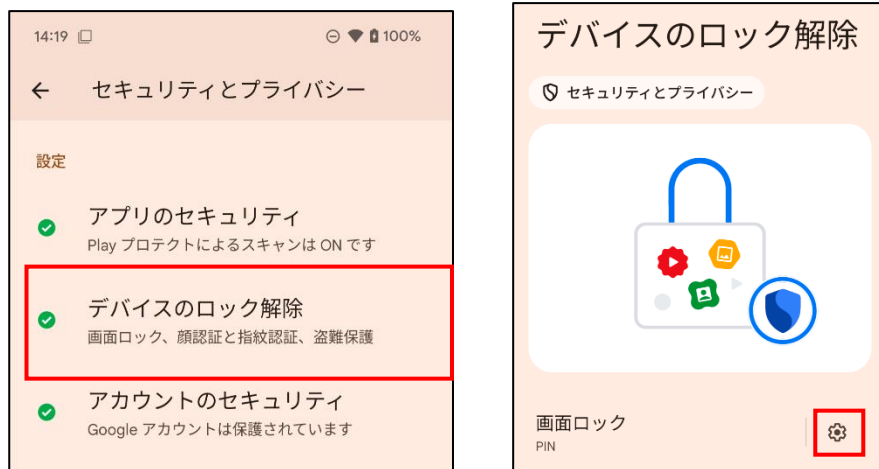 14:19
100%
セキュリティとプライバシー
設定
アプリのセキュリティ
Play プロテクトによるスキャンは ON です
デバイスのロック解除
画面ロック、顔認証と指紋認証、盗難保護
アカウントのセキュリティ
Google アカウントは保護されています
デバイスのロック解除
セキュリティとプライバシー
画面ロック
PIN